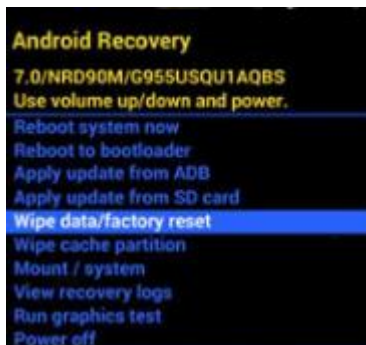 Android Recovery
7.0/NRD90M/G955USQU1AQBS
Use volume up/down and power.
Reboot system now
Reboot to bootloader
Apply update from ADB
Apply update from SD card
Wipe data/factory reset
Wipe cache partition
Mount / system
View recovery logs
Run graphics test
Power off